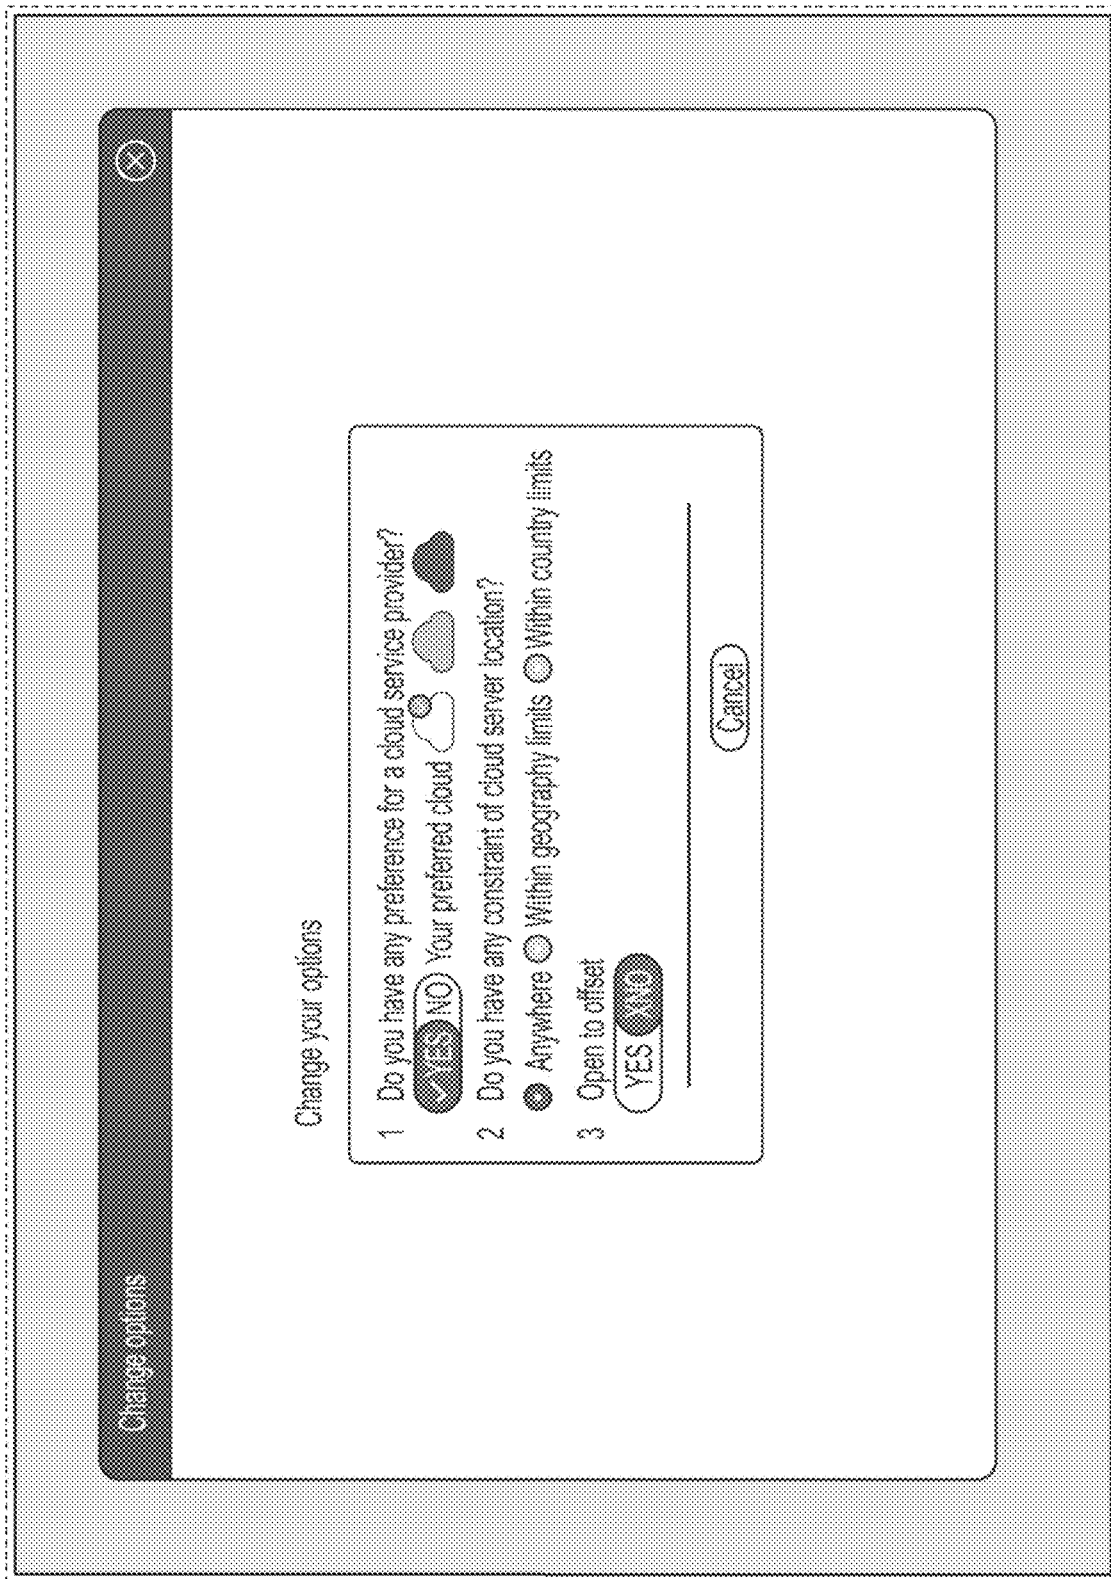 Change options
Change your options
1 Do you have any preference for a cloud service provider?
YES NO Your preferred cloud
2 Do you have any constraint of cloud server location?
Anywhere Within geography limits Within country limits
3 Open to offset
YES NO
Cancel